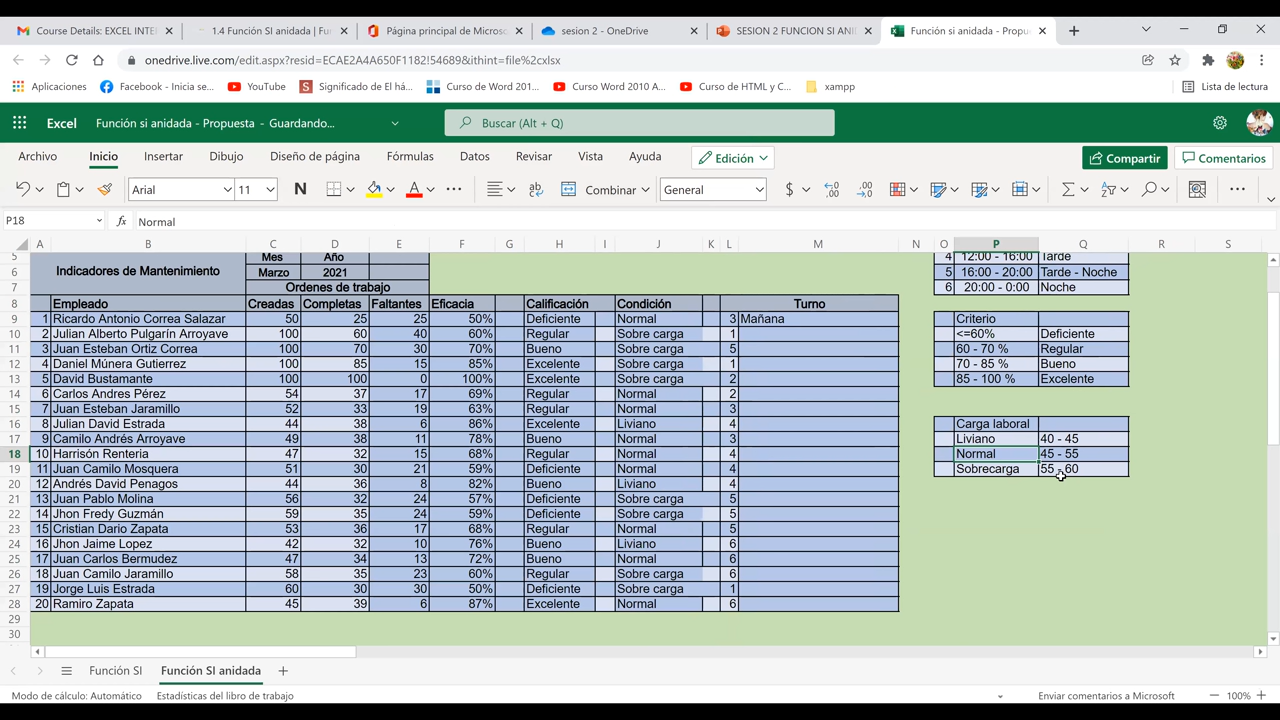 Course Details: EXCEL INTE
1.4 Función SI anidada | Fun
Página principal de Microso
sesion 2 - OneDrive
SESION 2 FUNCION SI ANI
Función si anidada - Propue
onedrive.live.com/edit.aspx?resid=ECAE2A4A650F1182!54689&ithint=file%2cxlsx
Aplicaciones
Facebook - Inicia se...
YouTube
Significado de El há...
Curso Word 201...
Curso Word 2010 A...
Curso de HTML y C...
xampp
Lista de lectura
Excel
Función si anidada - Propuesta - Guardando...
Buscar (Alt + Q)
Archivo Inicio Insertar Dibujo Diseño de página Fórmulas Datos Revisar Vista Ayuda Edición Compartir Comentarios
Arial 11 N ab A Combinar General $
P18 fx Normal
A B C D E F G H I J K L M N O P Q R S
5 Mes Año 4 12:00 - 16:00 Tarde
6 Indicadores de Mantenimiento Marzo 2021 5 16:00 - 20:00 Tarde - Noche
7 Ordenes de trabajo 6 20:00 - 0:00 Noche
8 Empleado Creadas Completas Faltantes Eficacia Calificación Condición Turno
9 1 Ricardo Antonio Correa Salazar 50 25 25 50% Deficiente Normal 3 Mañana Criterio
10 2 Julian Alberto Pulgarín Arroyave 100 60 40 60% Regular Sobre carga 1 <=60% Deficiente
11 3 Juan Esteban Ortiz Correa 100 70 30 70% Bueno Sobre carga 5 60 - 70 % Regular
12 4 Daniel Múnera Gutierrez 100 85 15 85% Excelente Sobre carga 1 70 - 85 % Bueno
13 5 David Bustamante 100 100 0 100% Excelente Sobre carga 2 85 - 100 % Excelente
14 6 Carlos Andres Pérez 54 37 17 69% Regular Normal 2
15 7 Juan Esteban Jaramillo 52 33 19 63% Regular Normal 3
16 8 Julian David Estrada 44 38 6 86% Excelente Liviano 4 Carga laboral
17 9 Camilo Andrés Arroyave 49 38 11 78% Bueno Normal 3 Liviano 40 - 45
18 10 Harrisón Renteria 47 32 15 68% Regular Normal 4 Normal 45 - 55
19 11 Juan Camilo Mosquera 51 30 21 59% Deficiente Normal 4 Sobrecarga 55 - 60
20 12 Andrés David Penagos 44 36 8 82% Bueno Liviano 4
21 13 Juan Pablo Molina 56 32 24 57% Deficiente Sobre carga 5
22 14 Jhon Fredy Guzmán 59 35 24 59% Deficiente Sobre carga 5
23 15 Cristian Dario Zapata 53 36 17 68% Regular Normal 5
24 16 Jhon Jaime Lopez 42 32 10 76% Bueno Liviano 6
25 17 Juan Carlos Bermudez 47 34 13 72% Bueno Normal 6
26 18 Juan Camilo Jaramillo 58 35 23 60% Regular Sobre carga 6
27 19 Jorge Luis Estrada 60 30 30 50% Deficiente Sobre carga 1
28 20 Ramiro Zapata 45 39 6 87% Excelente Normal 6
29
30
Función SI
Función SI anidada
Modo de cálculo: Automático
Estadísticas del libro de trabajo
Enviar comentarios a Microsoft
100%